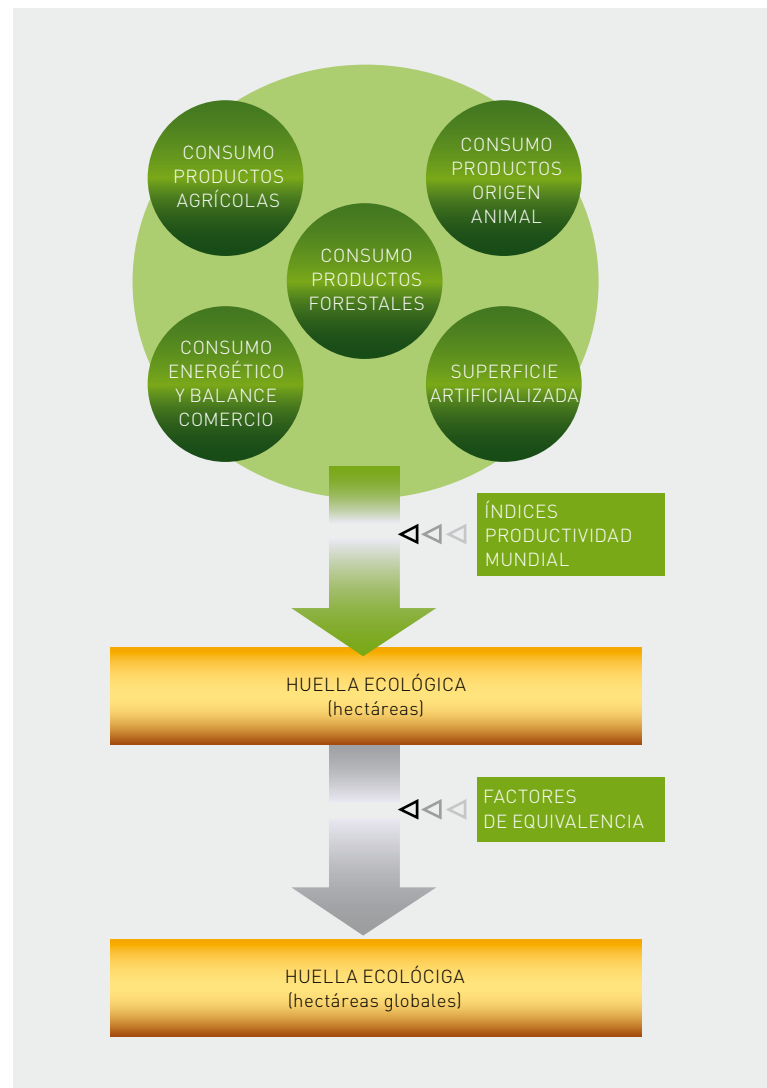 CONSUMO
PRODUCTOS
AGRÍCOLAS
CONSUMO
PRODUCTOS
ORIGEN
ANIMAL
CONSUMO
PRODUCTOS
FORESTALES
CONSUMO
ENERGÉTICO
Y BALANCE
COMERCIO
SUPERFICIE
ARTIFICIALIZADA
ÍNDICES
PRODUCTIVIDAD
MUNDIAL
HUELLA ECOLÓGICA
(hectáreas)
FACTORES
DE EQUIVALENCIA
HUELLA ECOLÓCIGA
(hectáreas globales)